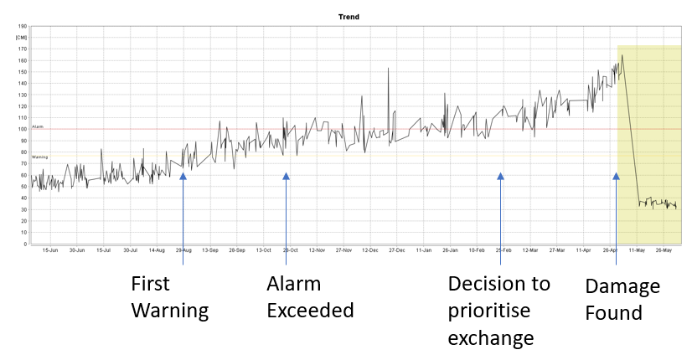 Trend
190
[CM]
170
160
150
140
130
120
110
Alarm
100
90
80
Warning
70
60
50
40
30
20
10
0
15-Jun 30-Jun 15-Jul 30-Jul 14-Aug 29-Aug 13-Sep 28-Sep 13-Oct 28-Oct 12-Nov 27-Nov 12-Dec 27-Dec 11-Jan 26-Jan 10-Feb 25-Feb 12-Mar 27-Mar 11-Apr 26-Apr 11-May 26-May
First
Warning
Alarm
Exceeded
Decision to
prioritise
exchange
Damage
Found